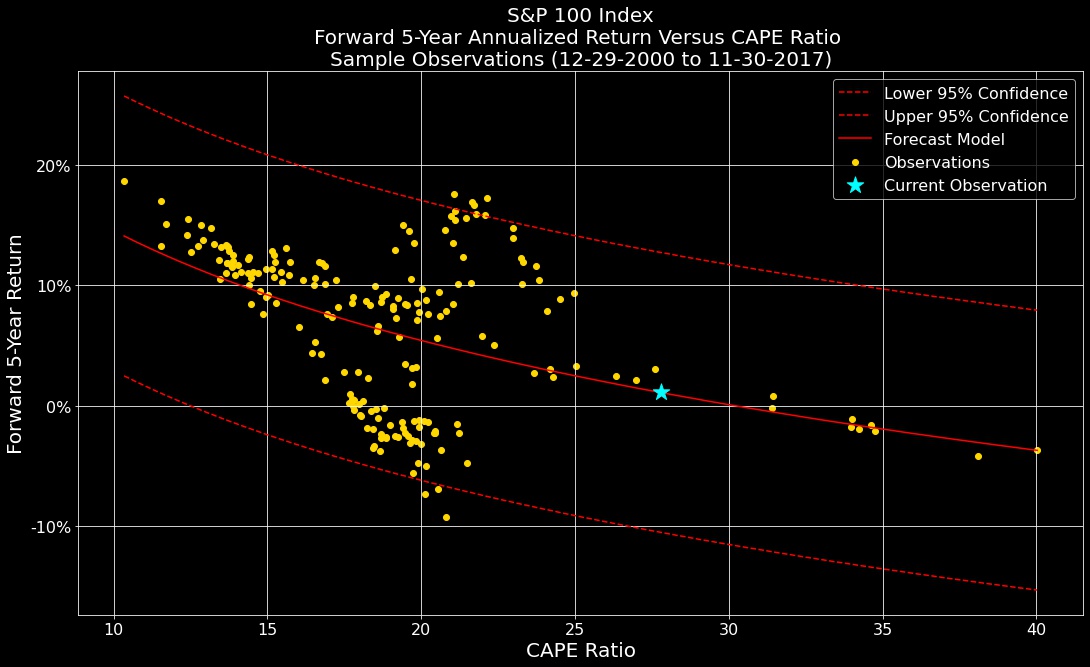 S&P 100 Index
Forward 5-Year Annualized Return Versus CAPE Ratio
Sample Observations (12-29-2000 to 11-30-2017)
Lower 95% Confidence
Upper 95% Confidence
Forecast Model
Observations
Current Observation
Forward 5-Year Return
20%
10%
0%
-10%
10 15 20 25 30 35 40
CAPE Ratio